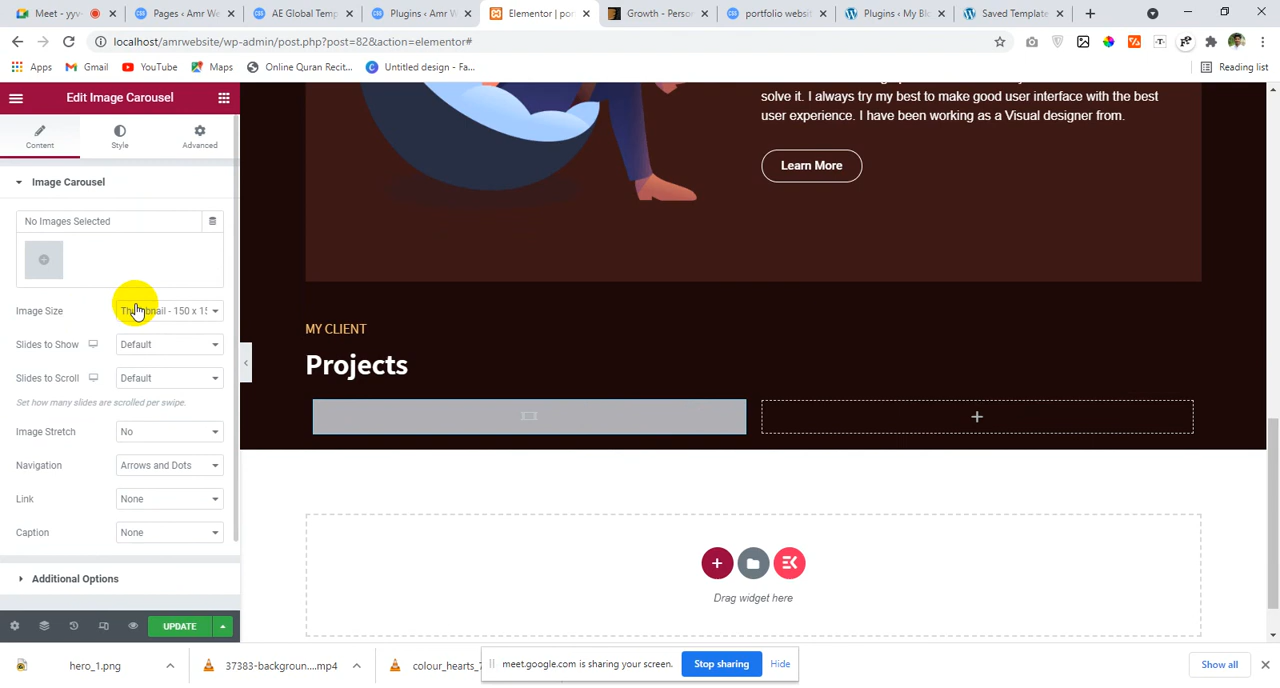 Meet - yyv-
Pages ‹ Amr We
AE Global Temp
Plugins ‹ Amr W
Elementor | por
Growth - Perso
portfolio websit
Plugins ‹ My Bl
Saved Template
localhost/amrwebsite/wp-admin/post.php?post=82&action=elementor#
Apps
Gmail
YouTube
Maps
Online Quran Recit...
Untitled design - Fa...
Reading list
Edit Image Carousel
Content
Style
Advanced
Image Carousel
No Images Selected
Image Size
Thumbnail - 150 x 15
Slides to Show
Default
Slides to Scroll
Default
Set how many slides are scrolled per swipe.
Image Stretch
No
Navigation
Arrows and Dots
Link
None
Caption
None
Additional Options
UPDATE
solve it. I always try my best to make good user interface with the best
user experience. I have been working as a Visual designer from.
Learn More
MY CLIENT
Projects
Drag widget here
hero_1.png
37383-backgroun....mp4
colour_hearts_
meet.google.com is sharing your screen.
Stop sharing
Hide
Show all